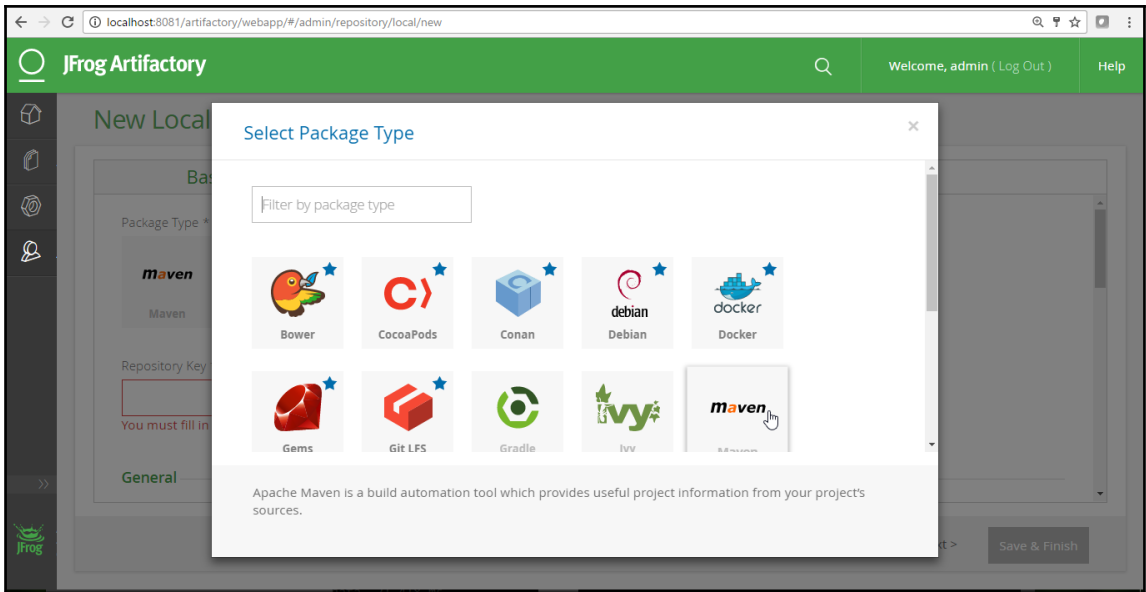 localhost:8081/artifactory/webapp/#/admin/repository/local/new
JFrog Artifactory
Welcome, admin ( Log Out )
Help
New Local
Select Package Type
×
Bas
Filter by package type
Package Type *
maven
Maven
Bower
CocoaPods
Conan
debian
Debian
docker
Docker
Repository Key
You must fill in
Gems
Git LFS
Gradle
ivy
Ivy
maven
Maven
General
Apache Maven is a build automation tool which provides useful project information from your project's
sources.
JFrog
xt >
Save & Finish